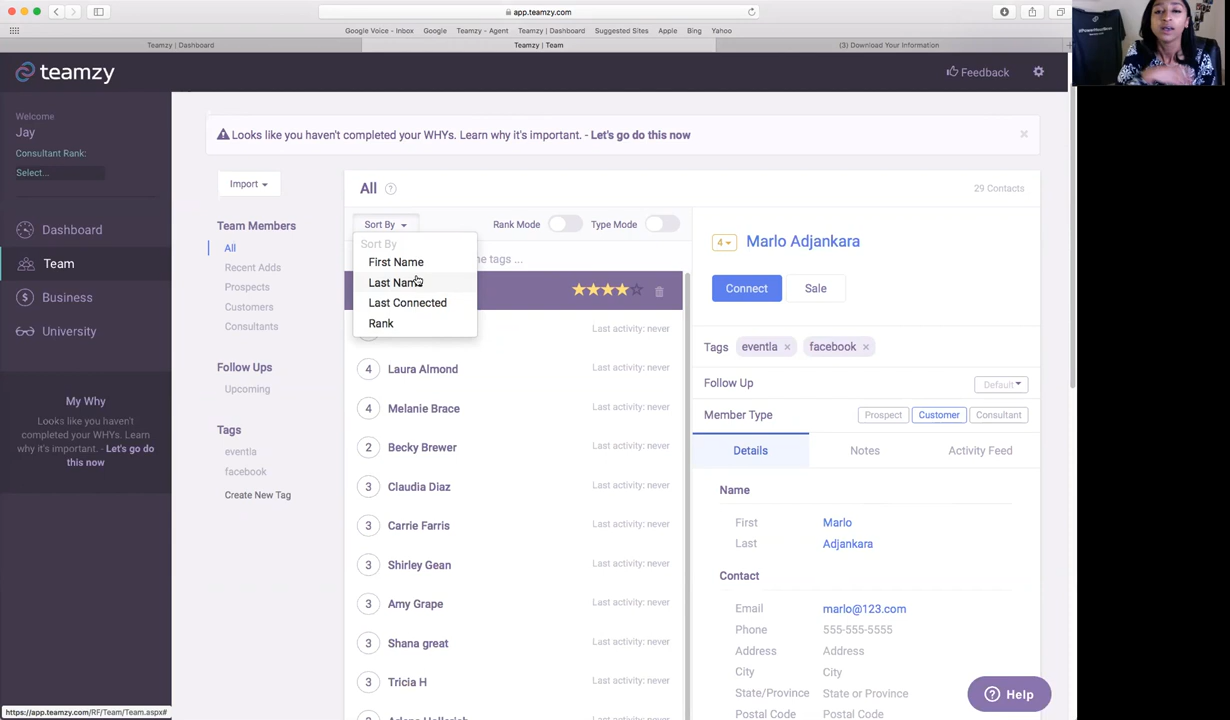 app.teamzy.com
Google Voice - Inbox Google Teamzy - Agent Teamzy | Dashboard Suggested Sites Apple Bing Yahoo
Teamzy | Dashboard Teamzy | Team (3) Download Your Information
teamzy
Feedback
Welcome
Jay
Consultant Rank:
Select...
Dashboard
Team
Business
University
My Why
Looks like you haven't
completed your WHYs. Learn
why it's important. - Let's go do
this now
Looks like you haven't completed your WHYs. Learn why it's important. - Let's go do this now ×
Import
Team Members
All
Recent Adds
Prospects
Customers
Consultants
Follow Ups
Upcoming
Tags
eventla
facebook
Create New Tag
All ?
29 Contacts
Sort By Rank Mode Type Mode
Sort By
First Name
Last Name
Last Connected
Rank
me tags ...
Last activity: never
4 Laura Almond Last activity: never
4 Melanie Brace Last activity: never
2 Becky Brewer Last activity: never
3 Claudia Diaz Last activity: never
3 Carrie Farris Last activity: never
3 Shirley Gean Last activity: never
3 Amy Grape Last activity: never
3 Shana great Last activity: never
3 Tricia H Last activity: never
Last activity: never
4 Marlo Adjankara
Connect Sale
Tags eventla × facebook ×
Follow Up Default
Member Type Prospect Customer Consultant
Details Notes Activity Feed
Name
First Marlo
Last Adjankara
Contact
Email marlo@123.com
Phone 555-555-5555
Address Address
City City
State/Province State or Province
Postal Code Postal Code
? Help
https://app.teamzy.com/RF/Team/Team.aspx#